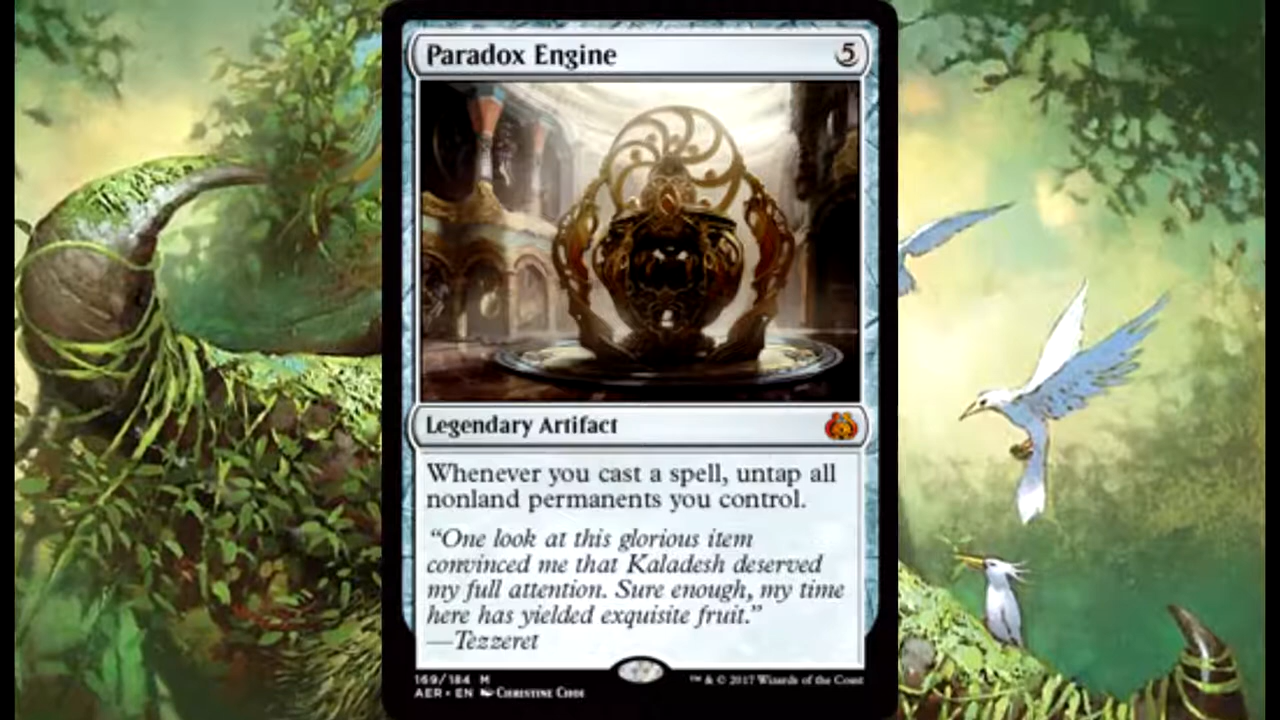 Paradox Engine 5
Legendary Artifact
Whenever you cast a spell, untap all
nonland permanents you control.
“One look at this glorious item
convinced me that Kaladesh deserved
my full attention. Sure enough, my time
here has yielded exquisite fruit.”
—Tezzeret
169/184 M
AER • EN Christine Choi
™ & © 2017 Wizards of the Coast